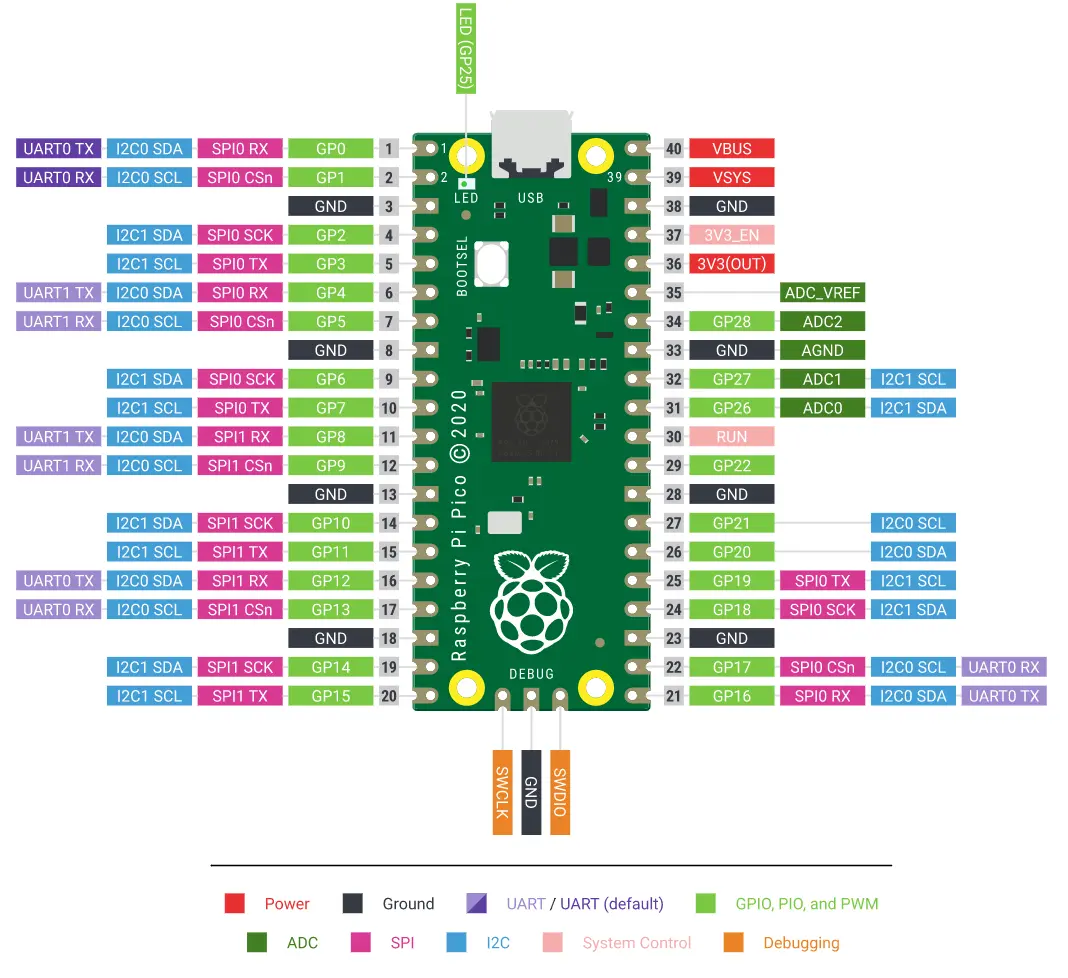 LED (GP25)
UART0 TX I2C0 SDA SPI0 RX GP0 1 1 40 VBUS
UART0 RX I2C0 SCL SPI0 CSn GP1 2 2 39 39 VSYS
LED USB
GND 3 38 GND
I2C1 SDA SPI0 SCK GP2 4 37 3V3_EN
BOOTSEL
I2C1 SCL SPI0 TX GP3 5 36 3V3(OUT)
UART1 TX I2C0 SDA SPI0 RX GP4 6 35 ADC_VREF
UART1 RX I2C0 SCL SPI0 CSn GP5 7 34 GP28 ADC2
GND 8 33 GND AGND
I2C1 SDA SPI0 SCK GP6 9 32 GP27 ADC1 I2C1 SCL
I2C1 SCL SPI0 TX GP7 10 31 GP26 ADC0 I2C1 SDA
UART1 TX I2C0 SDA SPI1 RX GP8 11 30 RUN
UART1 RX I2C0 SCL SPI1 CSn GP9 12 29 GP22
GND 13 28 GND
Raspberry Pi Pico ©2020
I2C1 SDA SPI1 SCK GP10 14 27 GP21 I2C0 SCL
I2C1 SCL SPI1 TX GP11 15 26 GP20 I2C0 SDA
UART0 TX I2C0 SDA SPI1 RX GP12 16 25 GP19 SPI0 TX I2C1 SCL
UART0 RX I2C0 SCL SPI1 CSn GP13 17 24 GP18 SPI0 SCK I2C1 SDA
GND 18 23 GND
I2C1 SDA SPI1 SCK GP14 19 22 GP17 SPI0 CSn I2C0 SCL UART0 RX
DEBUG
I2C1 SCL SPI1 TX GP15 20 21 GP16 SPI0 RX I2C0 SDA UART0 TX
SWCLK GND SWDIO
Power Ground UART / UART (default) GPIO, PIO, and PWM
ADC SPI I2C System Control Debugging